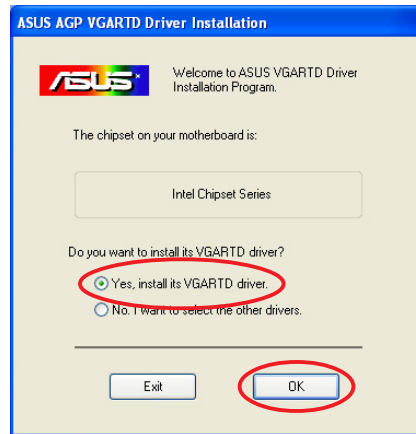 ASUS AGP VGARTD Driver Installation
ASUS
Welcome to ASUS VGARTD Driver
Installation Program.
The chipset on your motherboard is:
Intel Chipset Series
Do you want to install its VGARTD driver?
Yes, install its VGARTD driver.
No. I want to select the other drivers.
Exit
OK